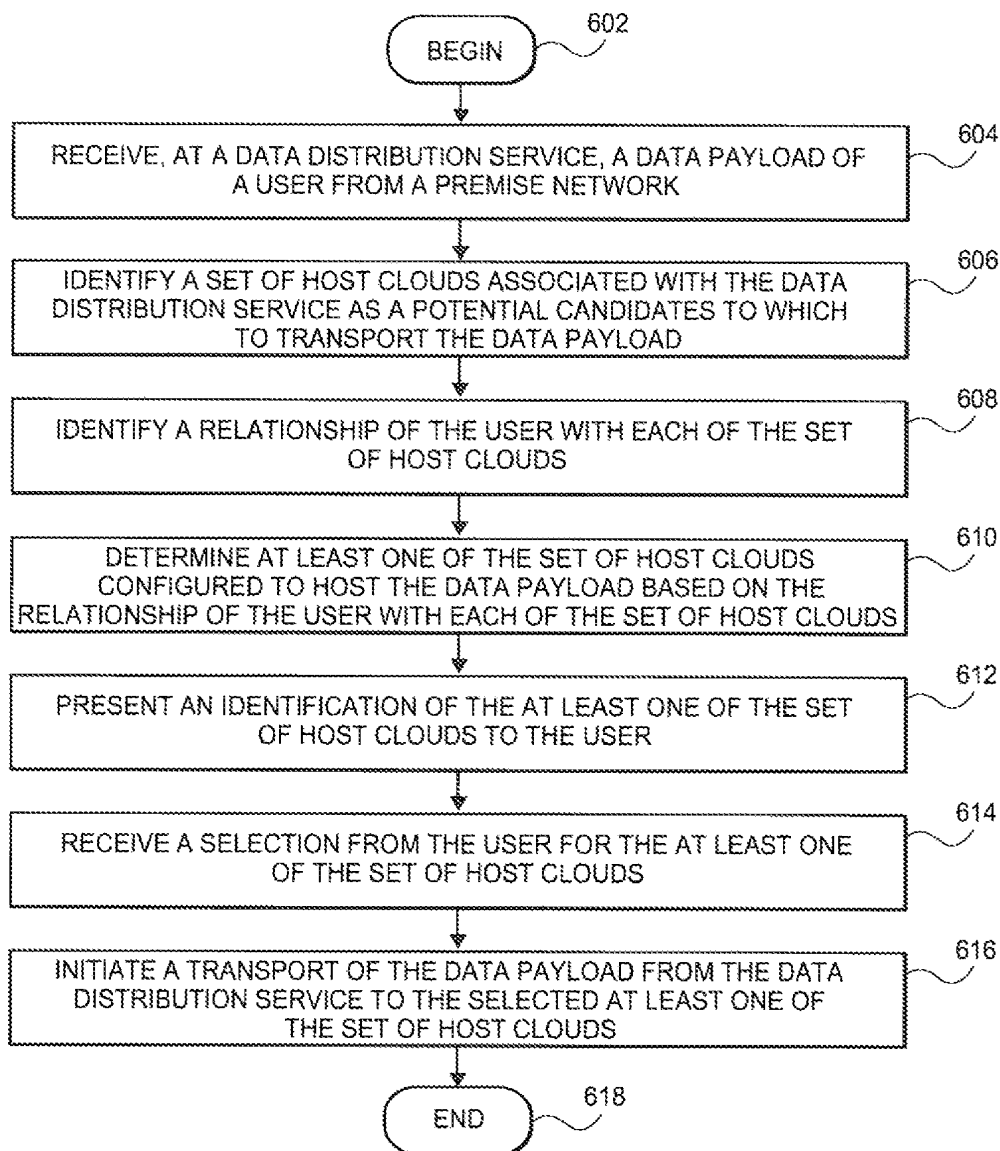 602
BEGIN
604
RECEIVE, AT A DATA DISTRIBUTION SERVICE, A DATA PAYLOAD OF
A USER FROM A PREMISE NETWORK
606
IDENTIFY A SET OF HOST CLOUDS ASSOCIATED WITH THE DATA
DISTRIBUTION SERVICE AS A POTENTIAL CANDIDATES TO WHICH
TO TRANSPORT THE DATA PAYLOAD
608
IDENTIFY A RELATIONSHIP OF THE USER WITH EACH OF THE SET
OF HOST CLOUDS
610
DETERMINE AT LEAST ONE OF THE SET OF HOST CLOUDS
CONFIGURED TO HOST THE DATA PAYLOAD BASED ON THE
RELATIONSHIP OF THE USER WITH EACH OF THE SET OF HOST CLOUDS
612
PRESENT AN IDENTIFICATION OF THE AT LEAST ONE OF THE SET
OF HOST CLOUDS TO THE USER
614
RECEIVE A SELECTION FROM THE USER FOR THE AT LEAST ONE
OF THE SET OF HOST CLOUDS
616
INITIATE A TRANSPORT OF THE DATA PAYLOAD FROM THE DATA
DISTRIBUTION SERVICE TO THE SELECTED AT LEAST ONE OF
THE SET OF HOST CLOUDS
618
END